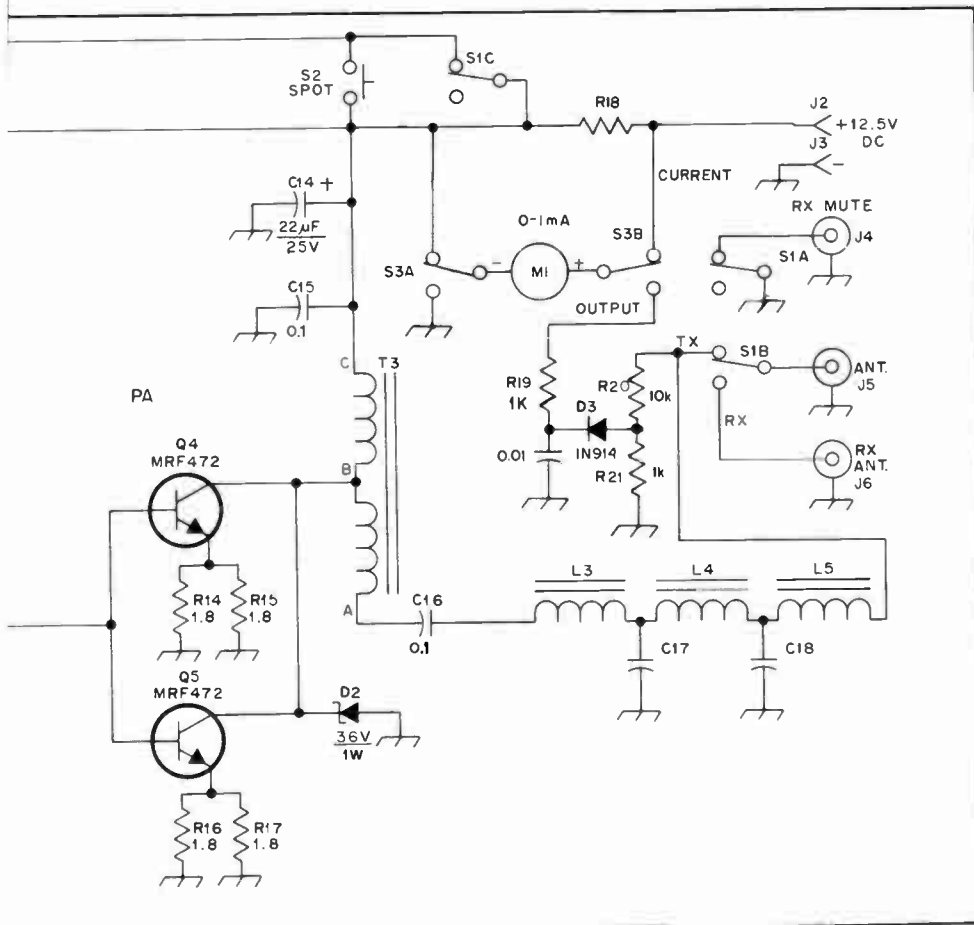 S2
SPOT
S1C
R18
J2
+12.5V
DC
J3
-
CURRENT
C14 +
22µF
25V
RX MUTE
J4
0-1mA
S3B
S3A
-
M1
+
S1A
C15
0.1
OUTPUT
C
T3
TX
S1B
ANT.
J5
PA
R19
1K
R20
10k
D3
1N914
RX
Q4
MRF472
B
0.01
R21
1k
RX
ANT.
J6
L3
L4
L5
R14
1.8
R15
1.8
A
C16
0.1
C17
C18
Q5
MRF472
D2
36V
1W
R16
1.8
R17
1.8